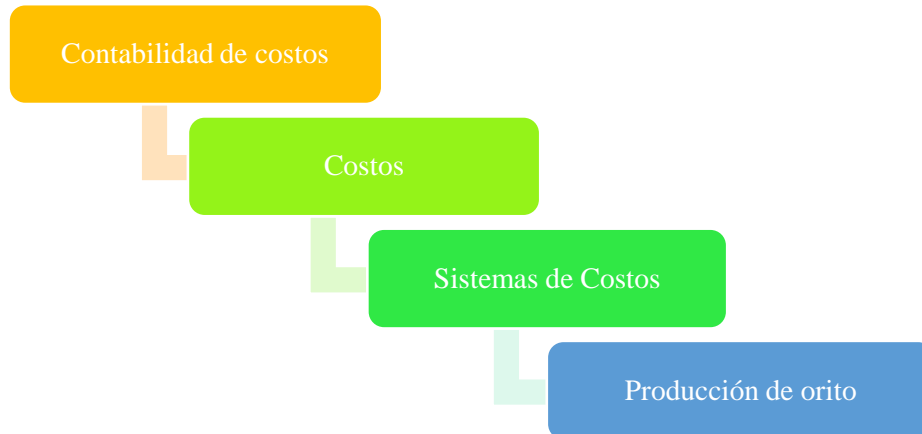 Contabilidad de costos
Costos
Sistemas de Costos
Producción de orito